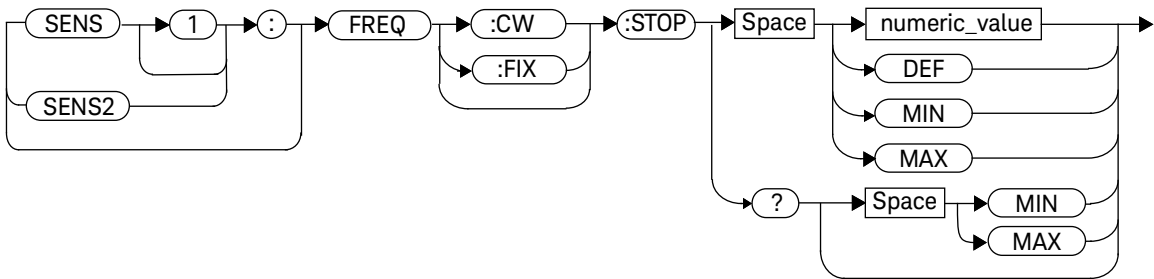 SENS 1 : FREQ :CW :STOP Space numeric_value
:FIX DEF
SENS2 MIN
MAX
? Space MIN
MAX